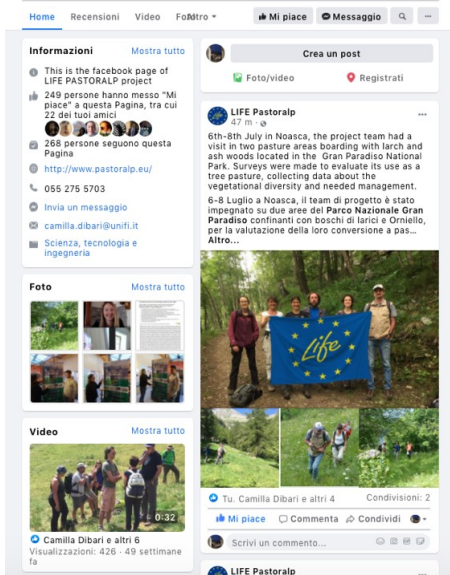 Home Recensioni Video Altro
Mi piace
Messaggio
Informazioni Mostra tutto
This is the facebook page of
LIFE PASTORALP project
249 persone hanno messo "Mi
piace" a questa Pagina, tra cui
22 dei tuoi amici
268 persone seguono questa
Pagina
http://www.pastoralp.eu/
055 275 5703
Invia un messaggio
camilla.dibari@unifi.it
Scienza, tecnologia e
ingegneria
Foto Mostra tutto
Video Mostra tutto
0:32
Camilla Dibari e altri 6
Visualizzazioni: 426 · 49 settimane
fa
Crea un post
Foto/video Registrati
LIFE Pastoralp
47 m ·
6th-8th July in Noasca, the project team had a
visit in two pasture areas boarding with larch and
ash woods located in the Gran Paradiso National
Park. Surveys were made to evaluate its use as a
tree pasture, collecting data about the
vegetational diversity and needed management.
6-8 Luglio a Noasca, il team di progetto è stato
impegnato su due aree del Parco Nazionale Gran
Paradiso confinanti con boschi di larici e Orniello,
per la valutazione della loro conversione a pas...
Altro...
Life
Tu, Camilla Dibari e altri 4 Condivisioni: 2
Mi piace Commenta Condividi
Scrivi un commento...
LIFE Pastoralp